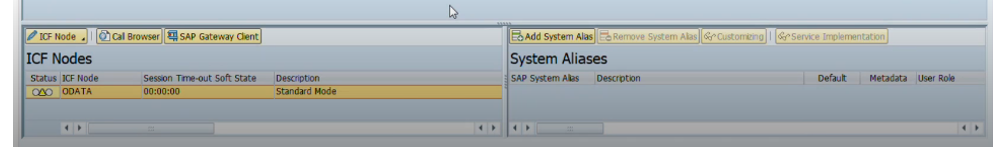 ICF Node Call Browser SAP Gateway Client
ICF Nodes
Status ICF Node Session Time-out Soft State Description
ODATA 00:00:00 Standard Mode
Add System Alias Remove System Alias Customizing Service Implementation
System Aliases
SAP System Alias Description Default Metadata User Role